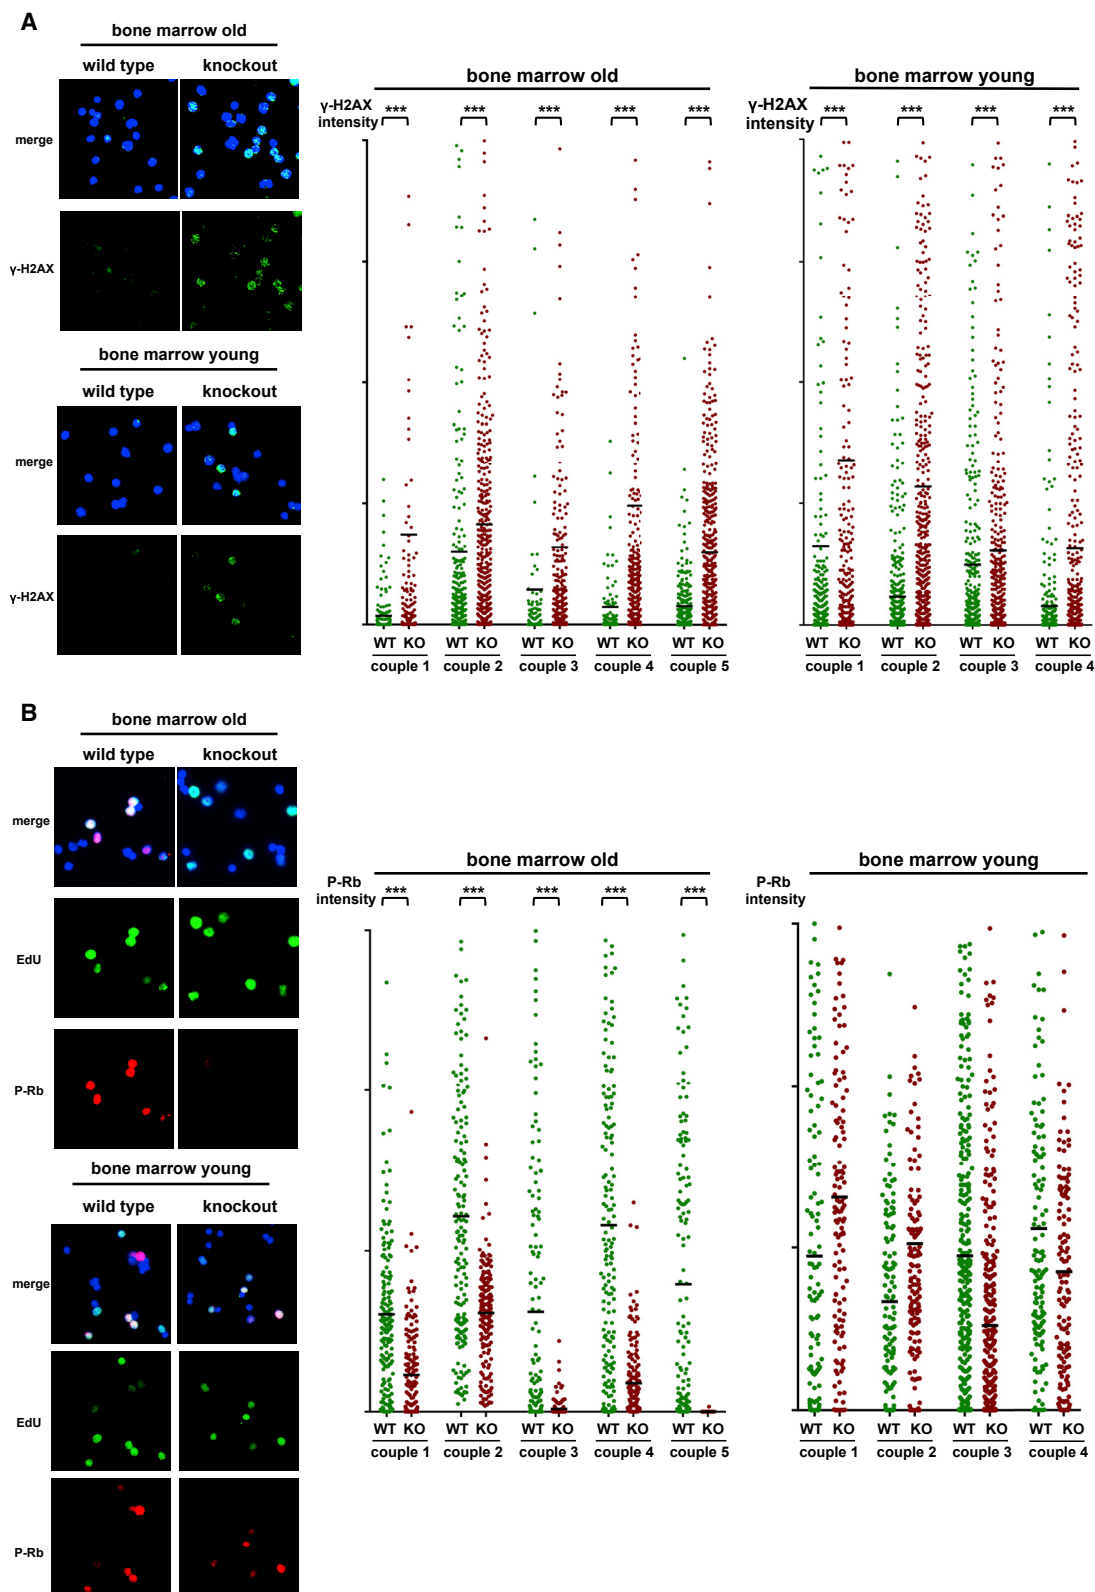 A
bone marrow old
wild type knockout
merge
γ-H2AX
bone marrow young
wild type knockout
merge
γ-H2AX
bone marrow old
γ-H2AX
intensity
*** *** *** *** ***
WT KO WT KO WT KO WT KO WT KO
couple 1 couple 2 couple 3 couple 4 couple 5
bone marrow young
γ-H2AX
intensity
*** *** *** ***
WT KO WT KO WT KO WT KO
couple 1 couple 2 couple 3 couple 4
B
bone marrow old
wild type knockout
merge
EdU
P-Rb
bone marrow young
wild type knockout
merge
EdU
P-Rb
bone marrow old
P-Rb
intensity
*** *** *** *** ***
WT KO WT KO WT KO WT KO WT KO
couple 1 couple 2 couple 3 couple 4 couple 5
bone marrow young
P-Rb
intensity
WT KO WT KO WT KO WT KO
couple 1 couple 2 couple 3 couple 4